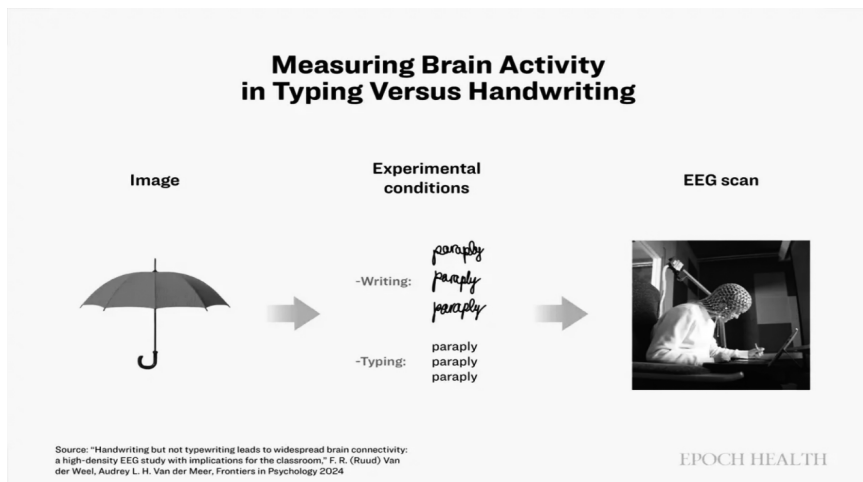 Measuring Brain Activity
in Typing Versus Handwriting
Image
Experimental
conditions
EEG scan
-Writing:
paraply
paraply
paraply
-Typing:
paraply
paraply
paraply
Source: “Handwriting but not typewriting leads to widespread brain connectivity:
a high-density EEG study with implications for the classroom,” F. R. (Ruud) Van
der Weel, Audrey L. H. Van der Meer, Frontiers in Psychology 2024
EPOCH HEALTH